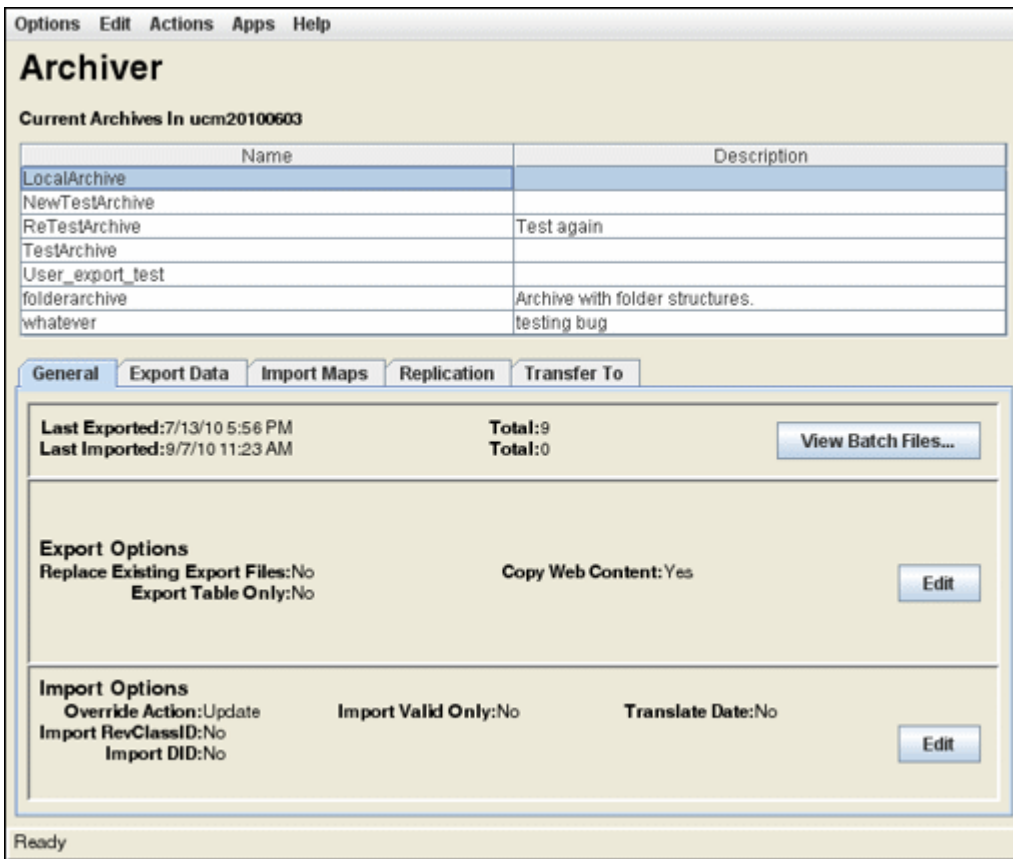 Options Edit Actions Apps Help
Archiver
Current Archives In ucm20100603
Name Description
LocalArchive
NewTestArchive
ReTestArchive Test again
TestArchive
User_export_test
folderarchive Archive with folder structures.
whatever testing bug
General Export Data Import Maps Replication Transfer To
Last Exported:7/13/10 5:56 PM Total:9
View Batch Files...
Last Imported:9/7/10 11:23 AM Total:0
Export Options
Replace Existing Export Files:No Copy Web Content:Yes
Edit
Export Table Only:No
Import Options
Override Action:Update Import Valid Only:No Translate Date:No
Import RevClassID:No
Edit
Import DID:No
Ready